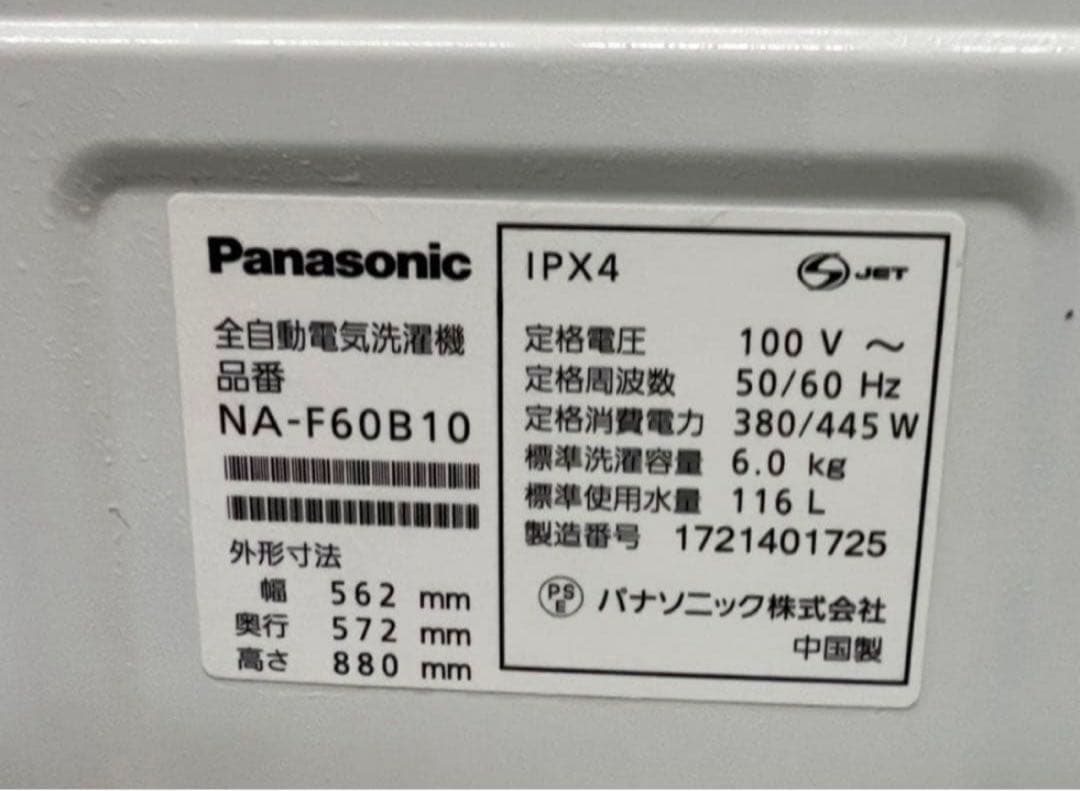 Panasonic
全自動電気洗濯機
品番
NA-F60B10
外形寸法
幅 562 mm
奥行 572 mm
高さ 880 mm
IPX4
S JET
定格電圧 100 V ～
定格周波数 50/60 Hz
定格消費電力 380/445 W
標準洗濯容量 6.0 kg
標準使用水量 116 L
製造番号 1721401725
PS E パナソニック株式会社
中国製